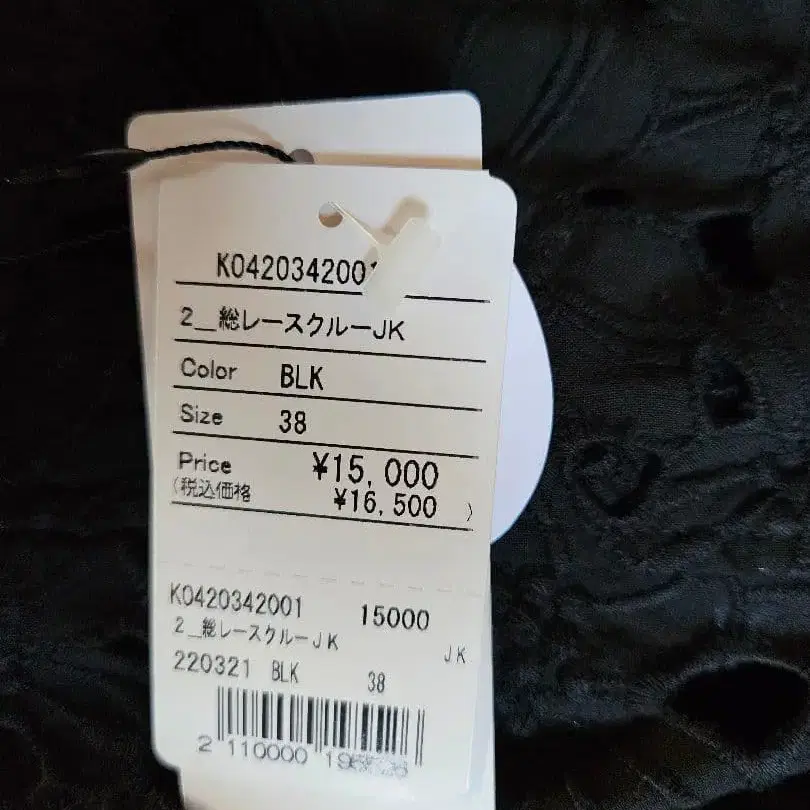 K0420342001
2_総レースクルーJK
Color BLK
Size 38
Price ¥15,000
(税込価格 ¥16,500 )
K0420342001 15000
2_総レースクルーJK
JK
220321 BLK 38
2 110000